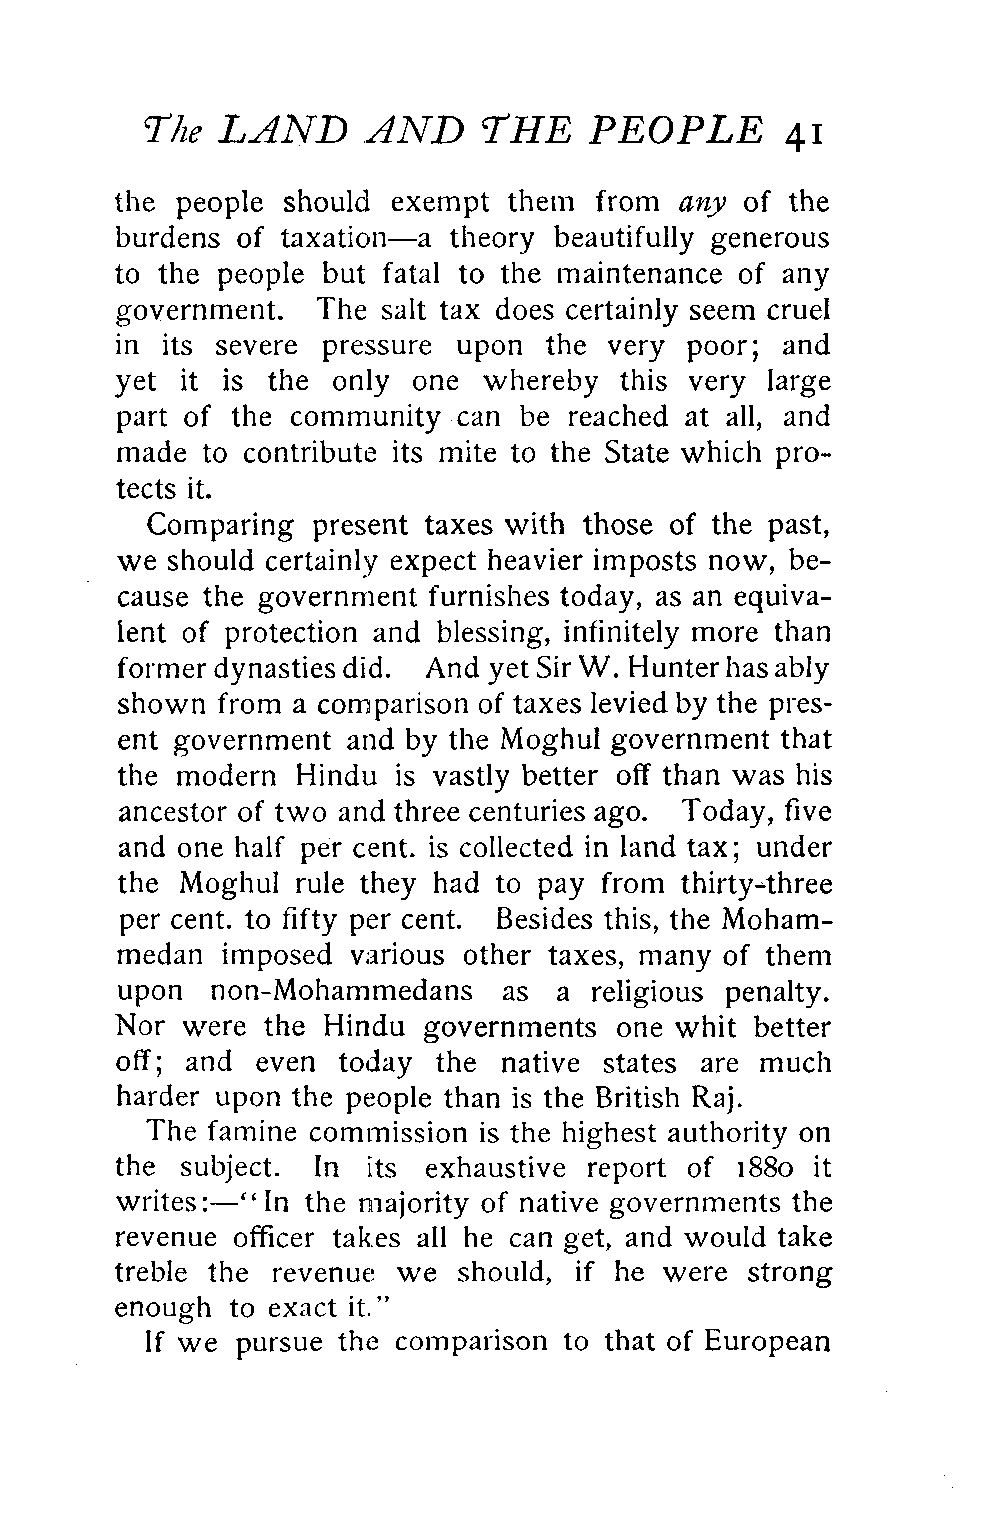 The LAND AND THE PEOPLE 41
the people should exempt them from any of the
burdens of taxation—a theory beautifully generous
to the people but fatal to the maintenance of any
government. The salt tax does certainly seem cruel
in its severe pressure upon the very poor; and
yet it is the only one whereby this very large
part of the community can be reached at all, and
made to contribute its mite to the State which pro-
tects it.
Comparing present taxes with those of the past,
we should certainly expect heavier imposts now, be-
cause the government furnishes today, as an equiva-
lent of protection and blessing, infinitely more than
former dynasties did. And yet Sir W. Hunter has ably
shown from a comparison of taxes levied by the pres-
ent government and by the Moghul government that
the modern Hindu is vastly better off than was his
ancestor of two and three centuries ago. Today, five
and one half per cent. is collected in land tax; under
the Moghul rule they had to pay from thirty-three
per cent. to fifty per cent. Besides this, the Moham-
medan imposed various other taxes, many of them
upon non-Mohammedans as a religious penalty.
Nor were the Hindu governments one whit better
off; and even today the native states are much
harder upon the people than is the British Raj.
The famine commission is the highest authority on
the subject. In its exhaustive report of 1880 it
writes:—"In the majority of native governments the
revenue officer takes all he can get, and would take
treble the revenue we should, if he were strong
enough to exact it."
If we pursue the comparison to that of European